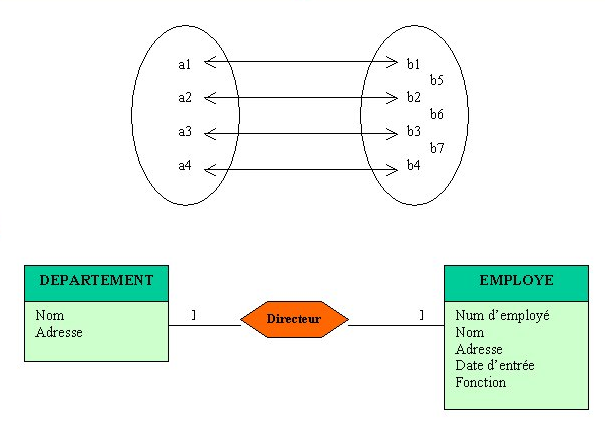 a1
b1
b5
a2
b2
b6
a3
b3
b7
a4
b4
DEPARTEMENT
EMPLOYE
Nom
Adresse
1
Directeur
1
Num d'employé
Nom
Adresse
Date d'entrée
Fonction